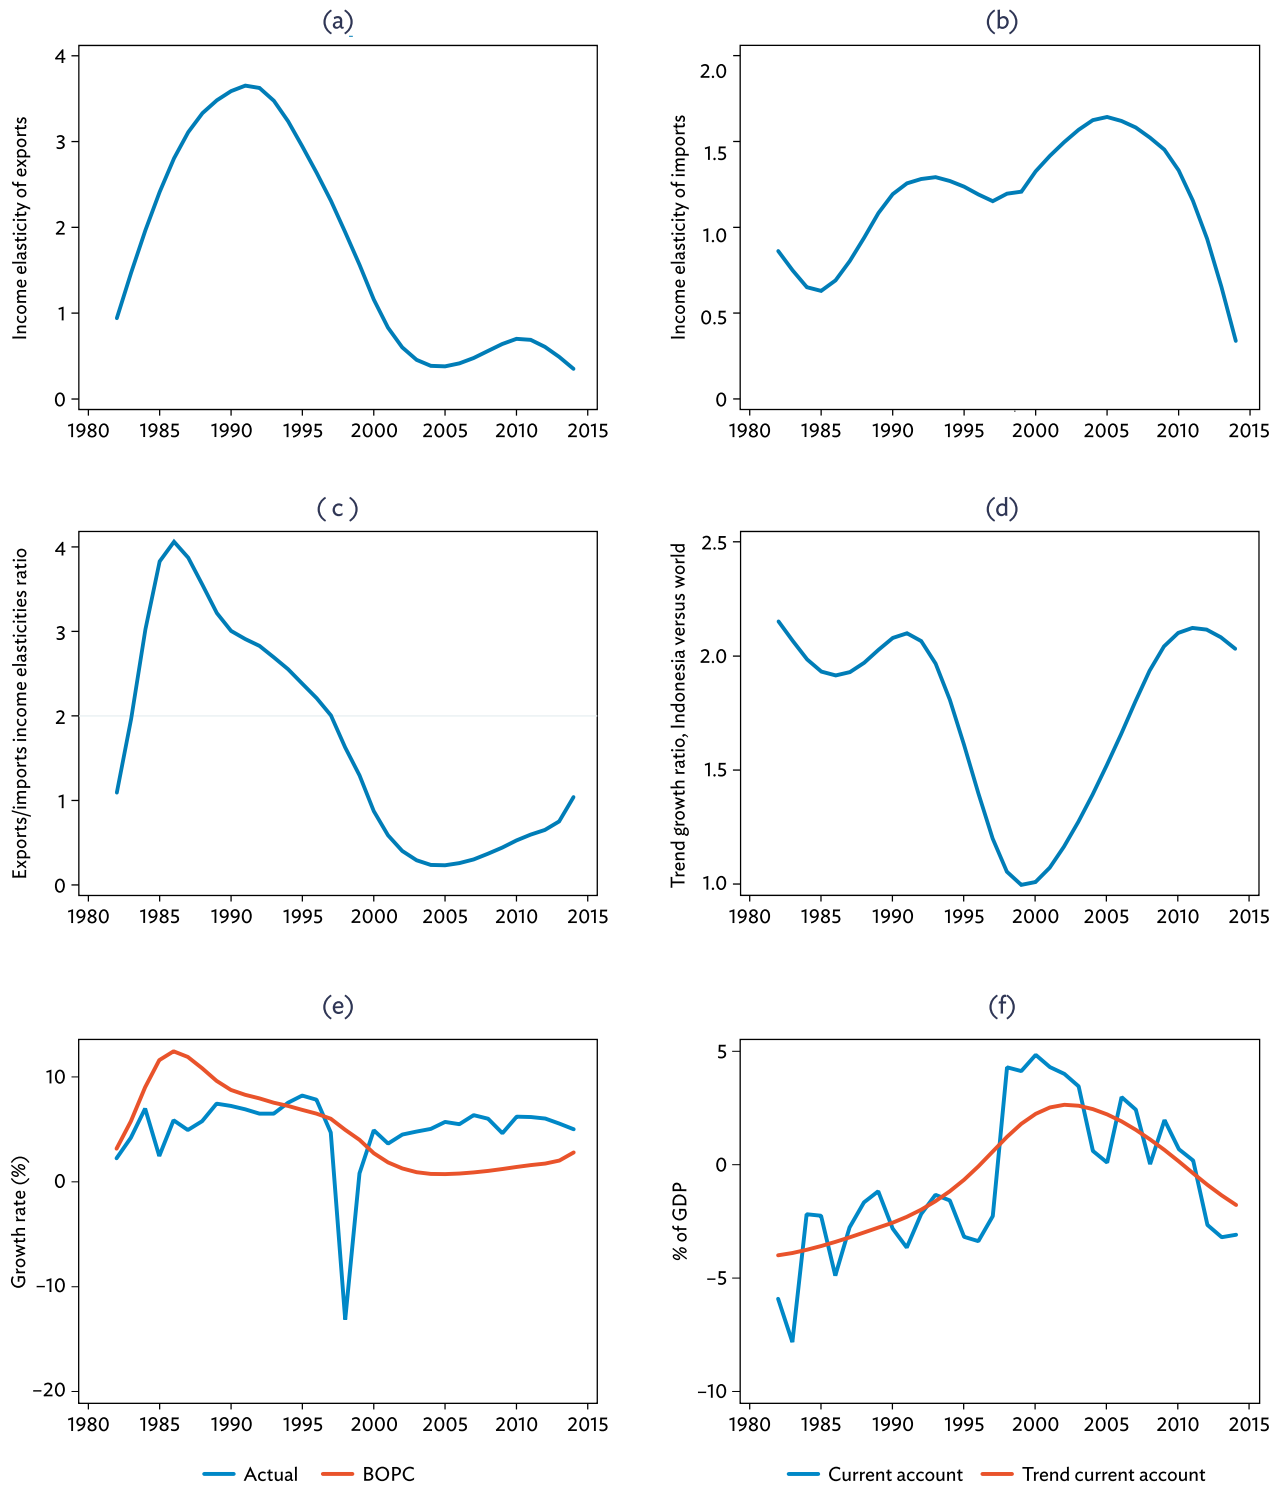 (a)
Income elasticity of exports
4
3
2
1
0
1980 1985 1990 1995 2000 2005 2010 2015
(b)
Income elasticity of imports
2.0
1.5
1.0
0.5
0
1980 1985 1990 1995 2000 2005 2010 2015
( c )
Exports/imports income elasticities ratio
4
3
2
1
0
1980 1985 1990 1995 2000 2005 2010 2015
(d)
Trend growth ratio, Indonesia versus world
2.5
2.0
1.5
1.0
1980 1985 1990 1995 2000 2005 2010 2015
(e)
Growth rate (%)
10
0
–10
–20
1980 1985 1990 1995 2000 2005 2010 2015
Actual BOPC
(f)
% of GDP
5
0
–5
–10
1980 1985 1990 1995 2000 2005 2010 2015
Current account Trend current account